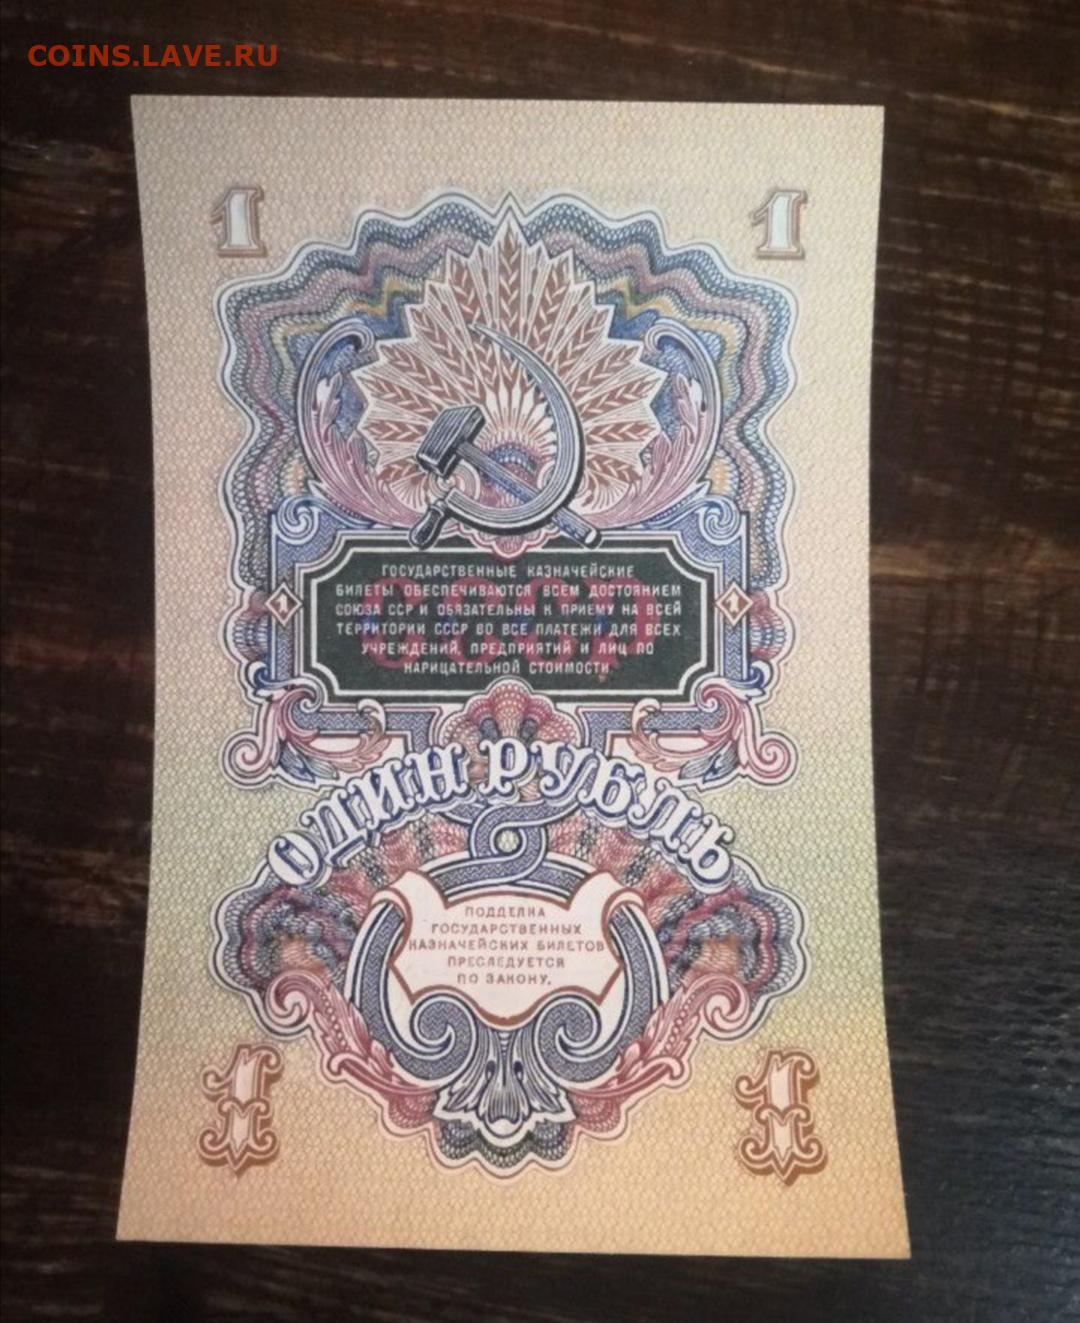 COINS.LAVE.RU
1 1
ГОСУДАРСТВЕННЫЕ КАЗНАЧЕЙСКИЕ
БИЛЕТЫ ОБЕСПЕЧИВАЮТСЯ ВСЕМ ДОСТОЯНИЕМ
СОЮЗА ССР И ОБЯЗАТЕЛЬНЫ К ПРИЕМУ НА ВСЕЙ
1 ТЕРРИТОРИИ СССР ВО ВСЕ ПЛАТЕЖИ ДЛЯ ВСЕХ 1
УЧРЕЖДЕНИЙ, ПРЕДПРИЯТИЙ И ЛИЦ ПО
НАРИЦАТЕЛЬНОЙ СТОИМОСТИ
СССР
ОДИН РУБЛЬ
ПОДДЕЛКА
ГОСУДАРСТВЕННЫХ
КАЗНАЧЕЙСКИХ БИЛЕТОВ
ПРЕСЛЕДУЕТСЯ
ПО ЗАКОНУ.
1 1